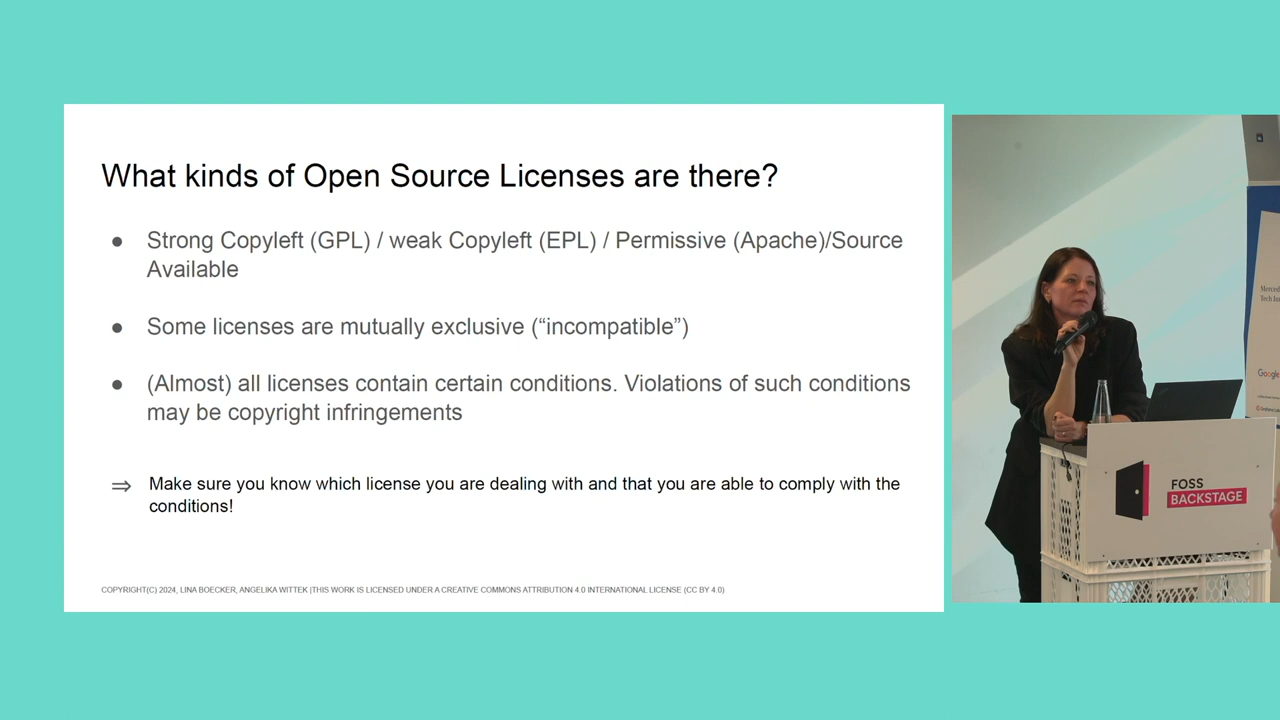 What kinds of Open Source Licenses are there?
● Strong Copyleft (GPL) / weak Copyleft (EPL) / Permissive (Apache)/Source
Available
● Some licenses are mutually exclusive (“incompatible”)
● (Almost) all licenses contain certain conditions. Violations of such conditions
may be copyright infringements
⇒ Make sure you know which license you are dealing with and that you are able to comply with the
conditions!
COPYRIGHT(C) 2024, LINA BOECKER, ANGELIKA WITTEK |THIS WORK IS LICENSED UNDER A CREATIVE COMMONS ATTRIBUTION 4.0 INTERNATIONAL LICENSE (CC BY 4.0)
Google
FOSS
BACKSTAGE